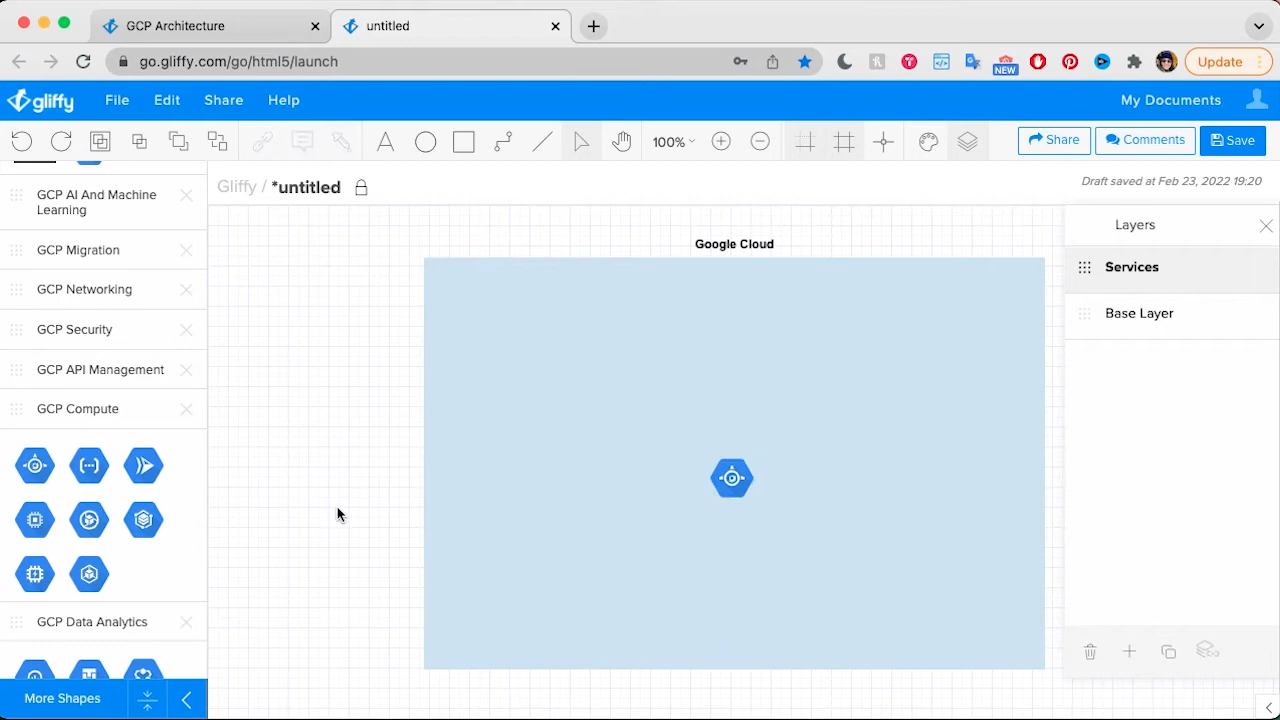 GCP Architecture
untitled
go.gliffy.com/go/html5/launch
NEW
Update
gliffy
File
Edit
Share
Help
My Documents
100%
Share
Comments
Save
GCP AI And Machine
Learning
Gliffy / *untitled
Draft saved at Feb 23, 2022 19:20
Google Cloud
Layers
GCP Migration
Services
GCP Networking
Base Layer
GCP Security
GCP API Management
GCP Compute
GCP Data Analytics
More Shapes